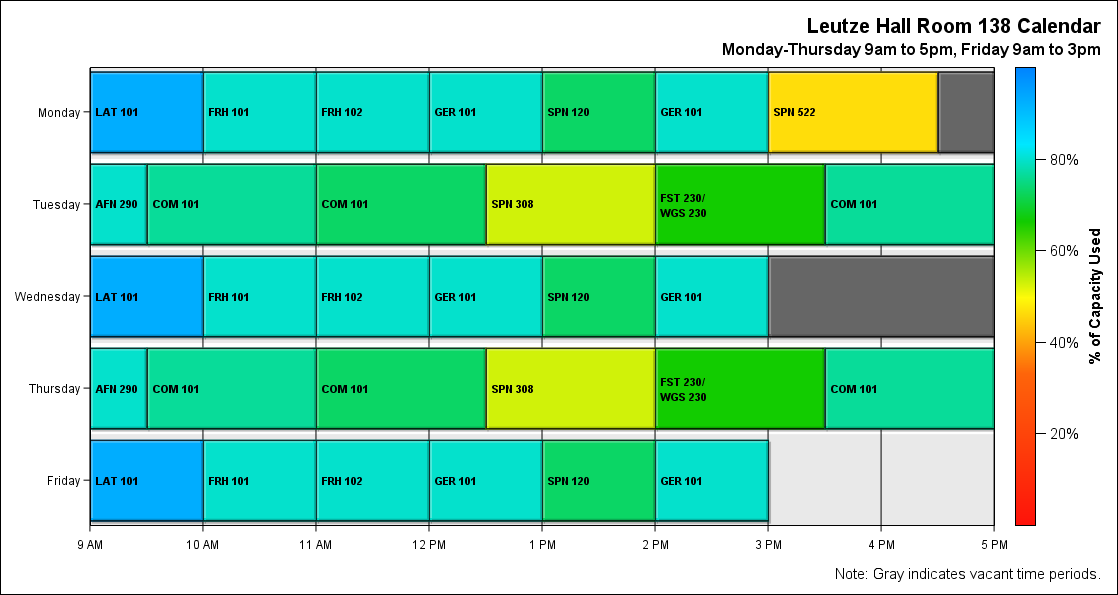 Leutze Hall Room 138 Calendar
Monday-Thursday 9am to 5pm, Friday 9am to 3pm
Monday
LAT 101
FRH 101
FRH 102
GER 101
SPN 120
GER 101
SPN 522
Tuesday
AFN 290
COM 101
COM 101
SPN 308
FST 230/
WGS 230
COM 101
Wednesday
LAT 101
FRH 101
FRH 102
GER 101
SPN 120
GER 101
Thursday
AFN 290
COM 101
COM 101
SPN 308
FST 230/
WGS 230
COM 101
Friday
LAT 101
FRH 101
FRH 102
GER 101
SPN 120
GER 101
9 AM
10 AM
11 AM
12 PM
1 PM
2 PM
3 PM
4 PM
5 PM
80%
60%
40%
20%
% of Capacity Used
Note: Gray indicates vacant time periods.